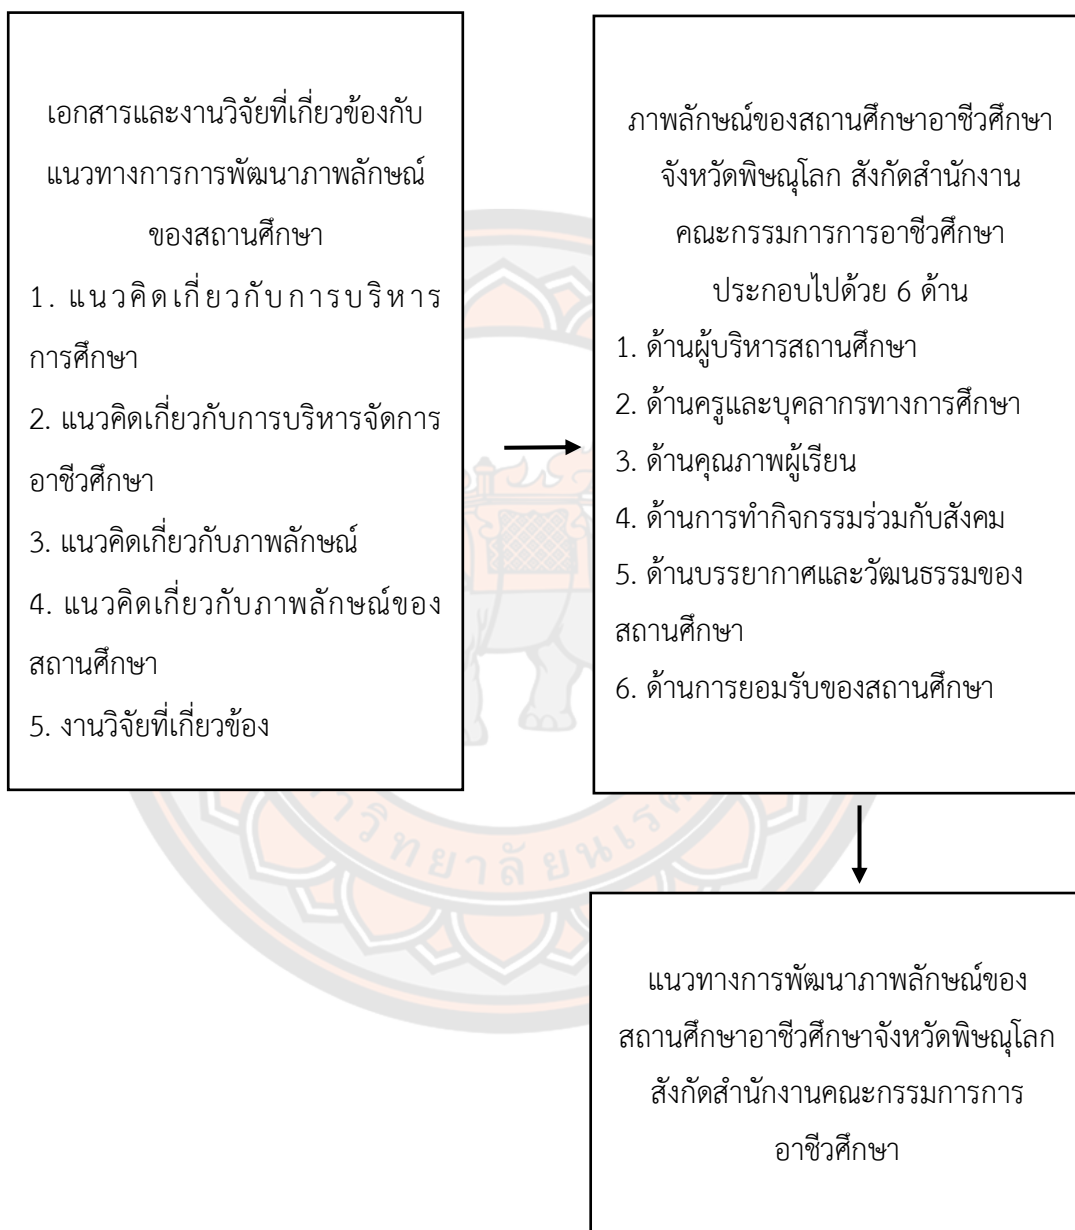 เอกสารและงานวิจัยที่เกี่ยวข้องกับ
แนวทางการการพัฒนาภาพลักษณ์
ของสถานศึกษา
1. แนวคิดเกี่ยวกับการบริหาร
การศึกษา
2. แนวคิดเกี่ยวกับการบริหารจัดการ
อาชีวศึกษา
3. แนวคิดเกี่ยวกับภาพลักษณ์
4. แนวคิดเกี่ยวกับภาพลักษณ์ของ
สถานศึกษา
5. งานวิจัยที่เกี่ยวข้อง
ภาพลักษณ์ของสถานศึกษาอาชีวศึกษา
จังหวัดพิษณุโลก สังกัดสำนักงาน
คณะกรรมการการอาชีวศึกษา
ประกอบไปด้วย 6 ด้าน
1. ด้านผู้บริหารสถานศึกษา
2. ด้านครูและบุคลากรทางการศึกษา
3. ด้านคุณภาพผู้เรียน
4. ด้านการทำกิจกรรมร่วมกับสังคม
5. ด้านบรรยากาศและวัฒนธรรมของ
สถานศึกษา
6. ด้านการยอมรับของสถานศึกษา
แนวทางการพัฒนาภาพลักษณ์ของ
สถานศึกษาอาชีวศึกษาจังหวัดพิษณุโลก
สังกัดสำนักงานคณะกรรมการการ
อาชีวศึกษา